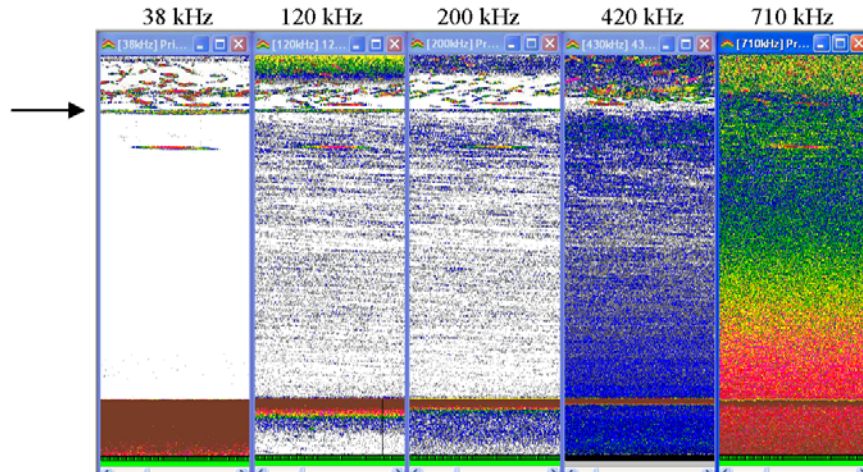 38 kHz
120 kHz
200 kHz
420 kHz
710 kHz
[38kHz] Pri...
[120kHz] 12...
[200kHz] Pr...
[430kHz] 43...
[710kHz] Pr...